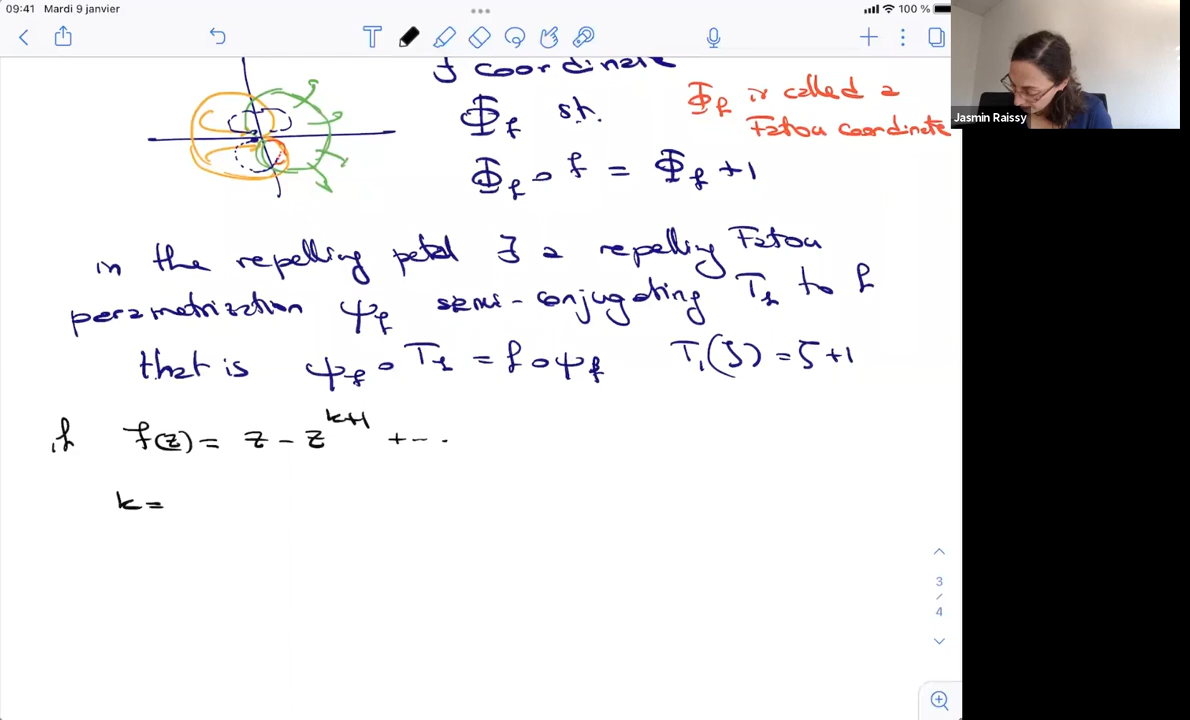 09:41 Mardi 9 janvier
100 %
Jasmin Raissy
∃ coordinate
Φ_f st.
Φ_f is called a
Fatou coordinate
Φ_f ∘ f = Φ_f + 1
in the repelling petal ∃ a repelling Fatou
parametrization ψ_f semi-conjugating T_1 to f
that is ψ_f ∘ T_1 = f ∘ ψ_f T_1(ζ) = ζ + 1
if f(z) = z - z^{k+1} + ...
k =
3
/
4